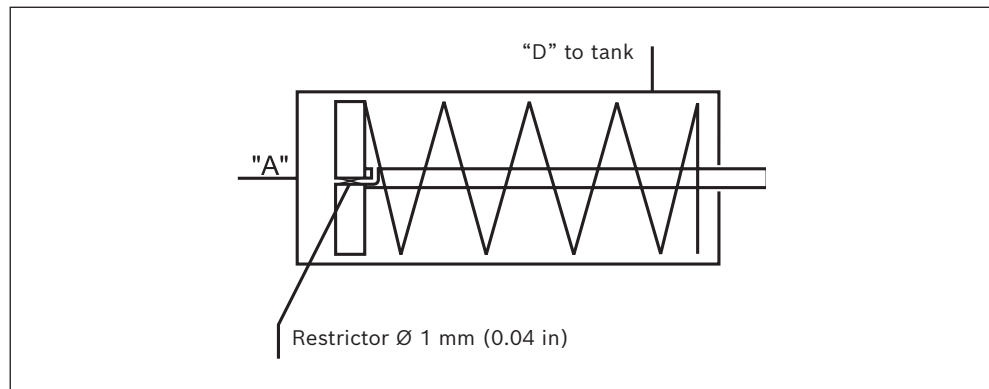 “D” to tank
"A"
Restrictor Ø 1 mm (0.04 in)